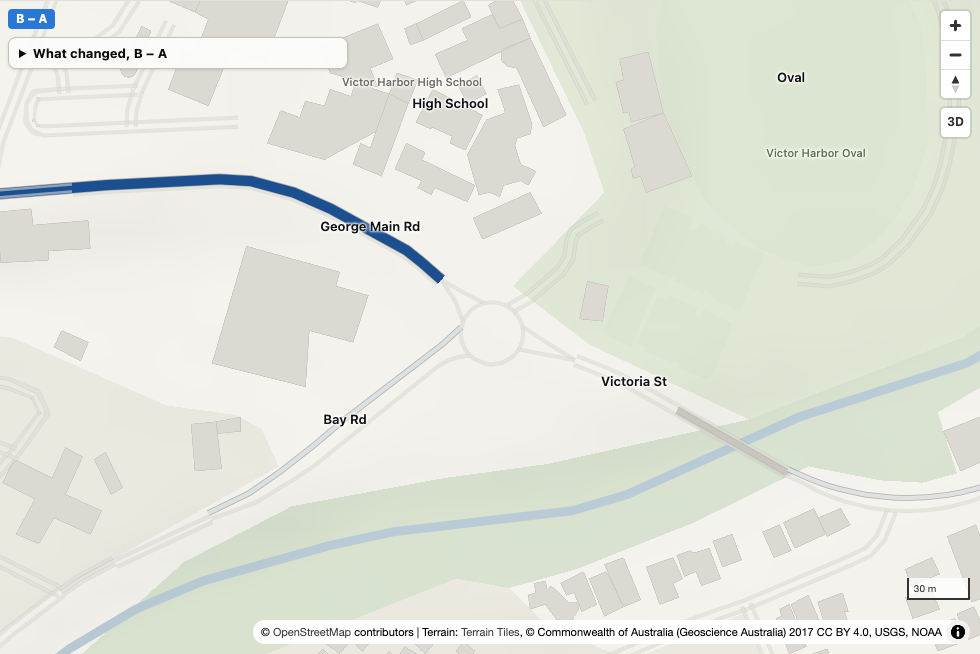 B – A
▶ What changed, B – A
Oval
Victor Harbor High School
High School
3D
Victor Harbor Oval
George Main Rd
Victoria St
Bay Rd
30 m
© OpenStreetMap contributors | Terrain: Terrain Tiles, © Commonwealth of Australia (Geoscience Australia) 2017 CC BY 4.0, USGS, NOAA